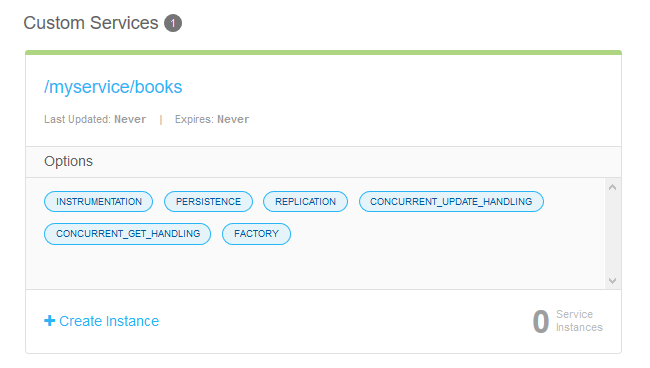 Custom Services 1
/myservice/books
Last Updated: Never | Expires: Never
Options
INSTRUMENTATION PERSISTENCE REPLICATION CONCURRENT_UPDATE_HANDLING
CONCURRENT_GET_HANDLING FACTORY
+ Create Instance 0 Service
Instances